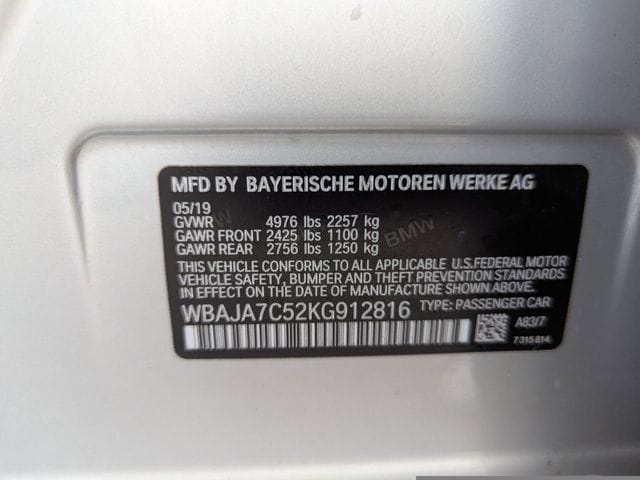 MFD BY BAYERISCHE MOTOREN WERKE AG
05/19
GVWR 4976 lbs 2257 kg
GAWR FRONT 2425 lbs 1100 kg
GAWR REAR 2756 lbs 1250 kg
BMW
THIS VEHICLE CONFORMS TO ALL APPLICABLE U.S.FEDERAL MOTOR
VEHICLE SAFETY, BUMPER, AND THEFT PREVENTION STANDARDS
IN EFFECT ON THE DATE OF MANUFACTURE SHOWN ABOVE.
WBAJA7C52KG912816 TYPE: PASSENGER CAR
A83/7
7 315 814